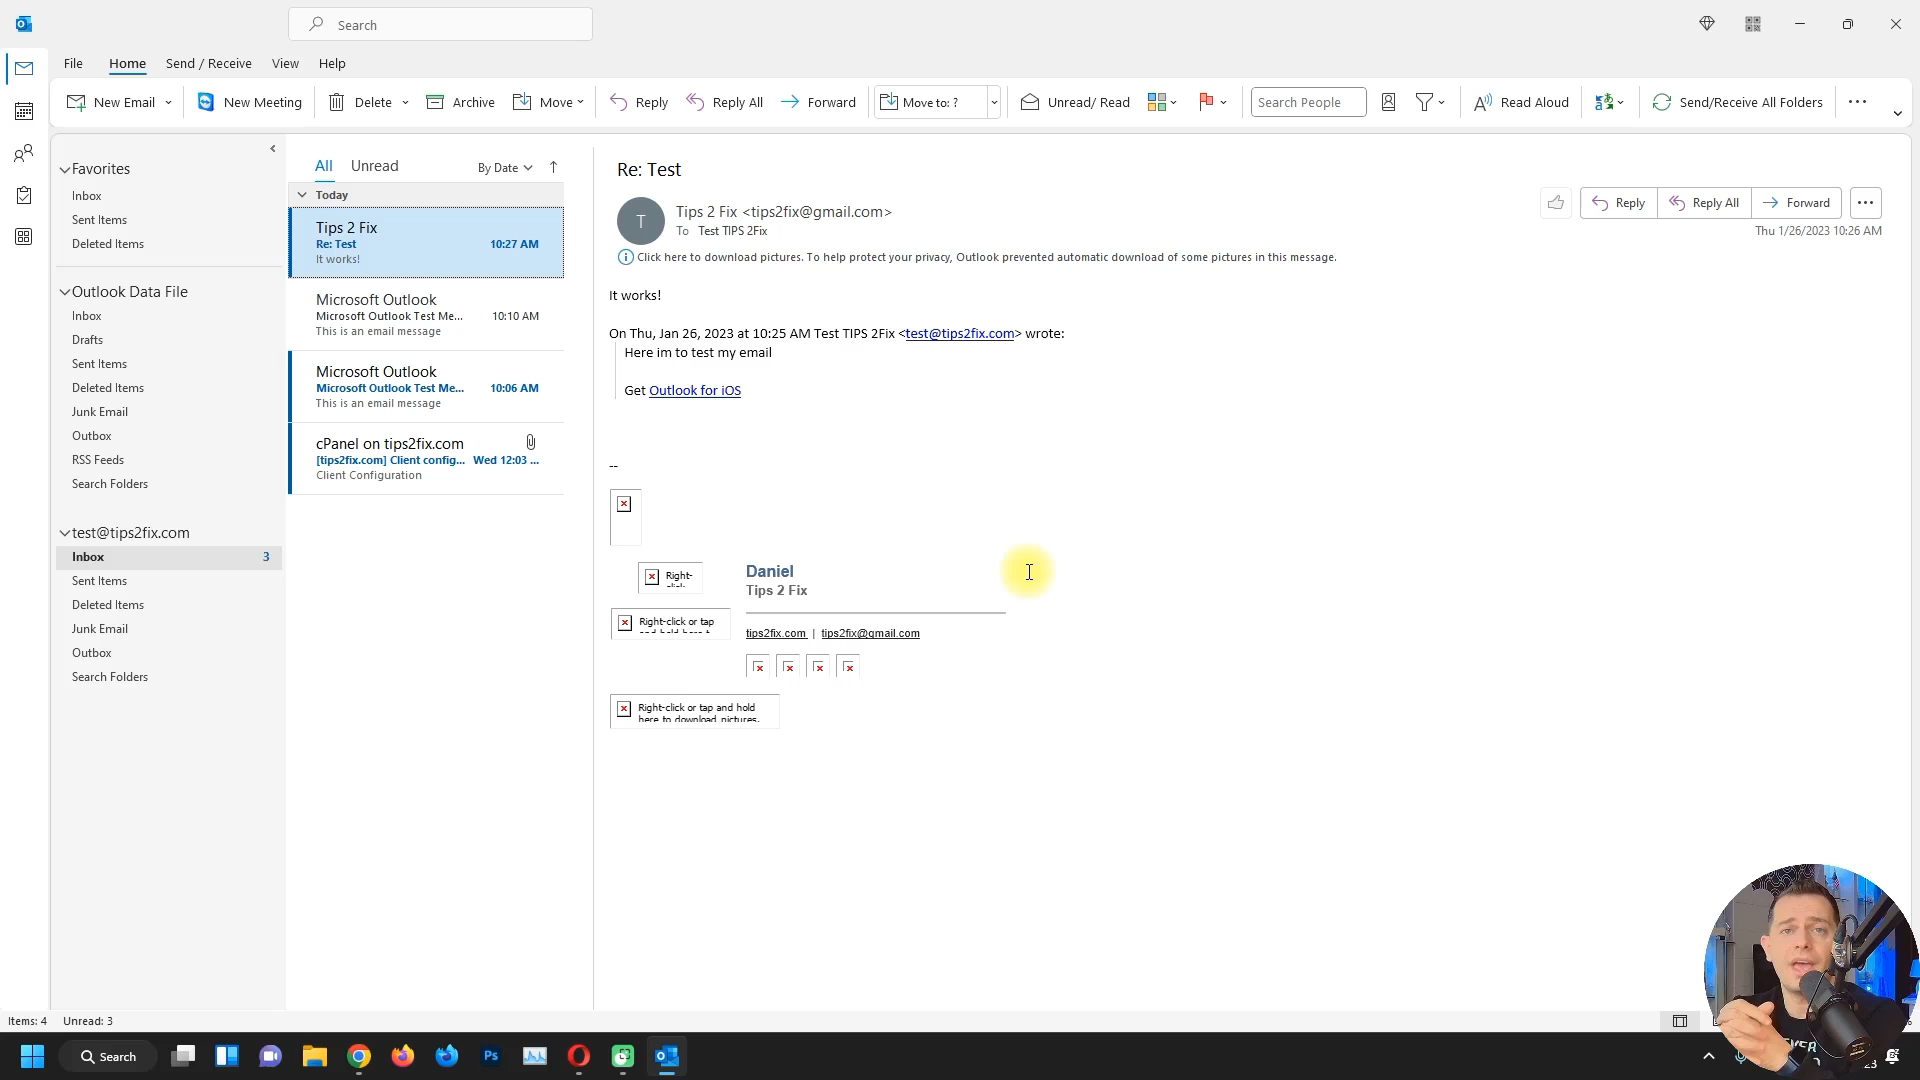 Search
File Home Send / Receive View Help
New Email New Meeting Delete Archive Move Reply Reply All Forward Move to: ? Unread/ Read Search People Read Aloud Send/Receive All Folders
Favorites
Inbox
Sent Items
Deleted Items
Outlook Data File
Inbox
Drafts
Sent Items
Deleted Items
Junk Email
Outbox
RSS Feeds
Search Folders
test@tips2fix.com
Inbox 3
Sent Items
Deleted Items
Junk Email
Outbox
Search Folders
All Unread By Date
Today
Tips 2 Fix
Re: Test 10:27 AM
It works!
Microsoft Outlook
Microsoft Outlook Test Me... 10:10 AM
This is an email message
Microsoft Outlook
Microsoft Outlook Test Me... 10:06 AM
This is an email message
cPanel on tips2fix.com
[tips2fix.com] Client config... Wed 12:03 ...
Client Configuration
Re: Test
T
Tips 2 Fix <tips2fix@gmail.com>
To Test TIPS 2Fix
Reply Reply All Forward
Thu 1/26/2023 10:26 AM
Click here to download pictures. To help protect your privacy, Outlook prevented automatic download of some pictures in this message.
It works!
On Thu, Jan 26, 2023 at 10:25 AM Test TIPS 2Fix <test@tips2fix.com> wrote:
Here im to test my email
Get Outlook for iOS
--
Right-
click
Daniel
Tips 2 Fix
Right-click or tap
and hold here t
tips2fix.com | tips2fix@gmail.com
Right-click or tap and hold
here to download pictures.
Items: 4 Unread: 3
Search
Ps